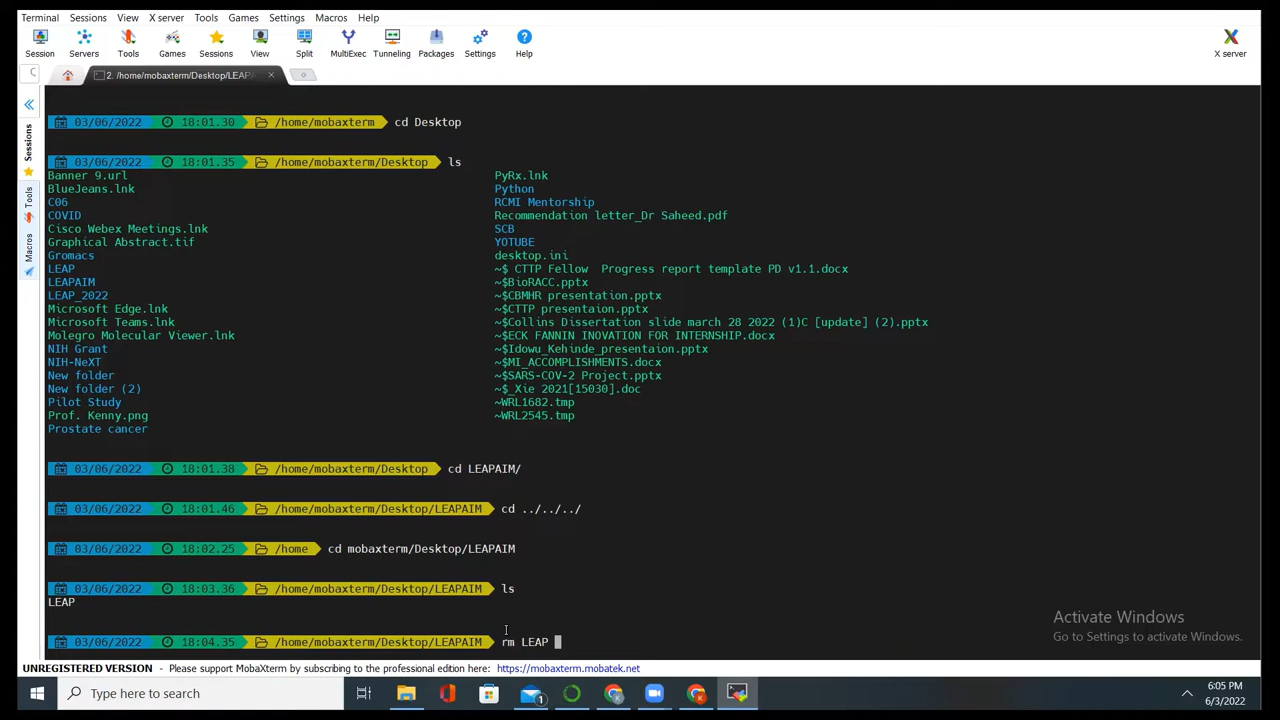 Terminal Sessions View X server Tools Games Settings Macros Help
Session Servers Tools Games Sessions View Split MultiExec Tunneling Packages Settings Help X server
2. /home/mobaxterm/Desktop/LEAPA
Sessions
Tools
Macros
03/06/2022 18:01.30 /home/mobaxterm cd Desktop
03/06/2022 18:01.35 /home/mobaxterm/Desktop ls
Banner 9.url PyRx.lnk
BlueJeans.lnk Python
C06 RCMI Mentorship
COVID Recommendation letter_Dr Saheed.pdf
Cisco Webex Meetings.lnk SCB
Graphical Abstract.tif YOTUBE
Gromacs desktop.ini
LEAP ~$ CTTP Fellow  Progress report template PD v1.1.docx
LEAPAIM ~$BioRACC.pptx
LEAP_2022 ~$CBMHR presentation.pptx
Microsoft Edge.lnk ~$CTTP presentaion.pptx
Microsoft Teams.lnk ~$Collins Dissertation slide march 28 2022 (1)C [update] (2).pptx
Molegro Molecular Viewer.lnk ~$ECK FANNIN INOVATION FOR INTERNSHIP.docx
NIH Grant ~$Idowu_Kehinde_presentaion.pptx
NIH-NeXT ~$MI_ACCOMPLISHMENTS.docx
New folder ~$SARS-COV-2 Project.pptx
New folder (2) ~$_Xie 2021[15030].doc
Pilot Study ~WRL1682.tmp
Prof. Kenny.png ~WRL2545.tmp
Prostate cancer
03/06/2022 18:01.38 /home/mobaxterm/Desktop cd LEAPAIM/
03/06/2022 18:01.46 /home/mobaxterm/Desktop/LEAPAIM cd ../../../
03/06/2022 18:02.25 /home cd mobaxterm/Desktop/LEAPAIM
03/06/2022 18:03.36 /home/mobaxterm/Desktop/LEAPAIM ls
LEAP
03/06/2022 18:04.35 /home/mobaxterm/Desktop/LEAPAIM rm LEAP
Activate Windows
Go to Settings to activate Windows.
UNREGISTERED VERSION - Please support MobaXterm by subscribing to the professional edition here: https://mobaxterm.mobatek.net
Type here to search 1 6:05 PM
6/3/2022